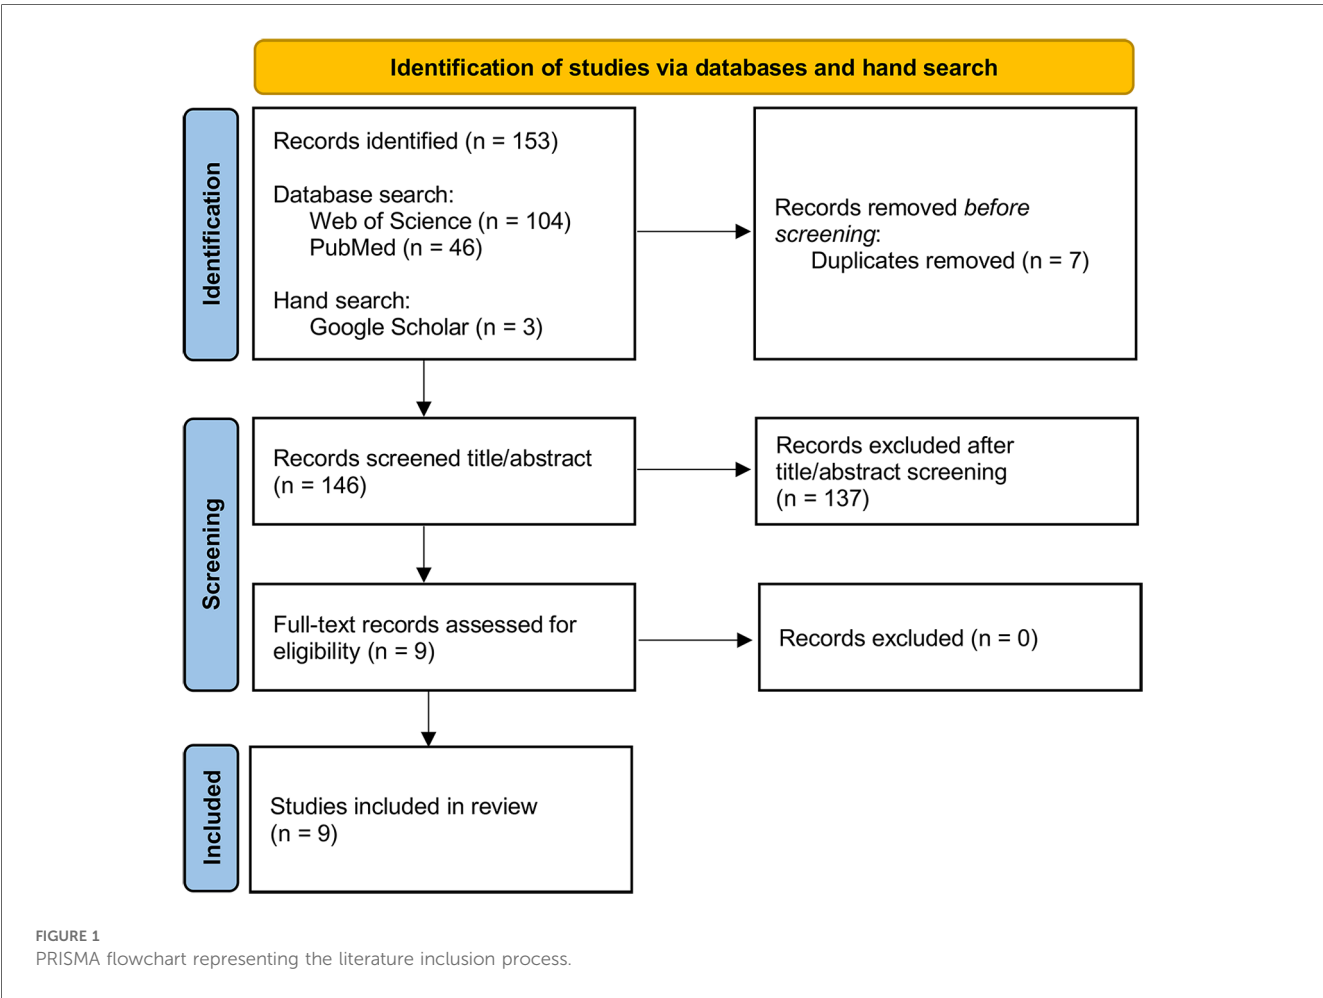 Identification of studies via databases and hand search
Identification
Records identified (n = 153)
Database search:
Web of Science (n = 104)
PubMed (n = 46)
Hand search:
Google Scholar (n = 3)
Records removed before
screening:
Duplicates removed (n = 7)
Screening
Records screened title/abstract
(n = 146)
Records excluded after
title/abstract screening
(n = 137)
Full-text records assessed for
eligibility (n = 9)
Records excluded (n = 0)
Included
Studies included in review
(n = 9)
FIGURE 1
PRISMA flowchart representing the literature inclusion process.